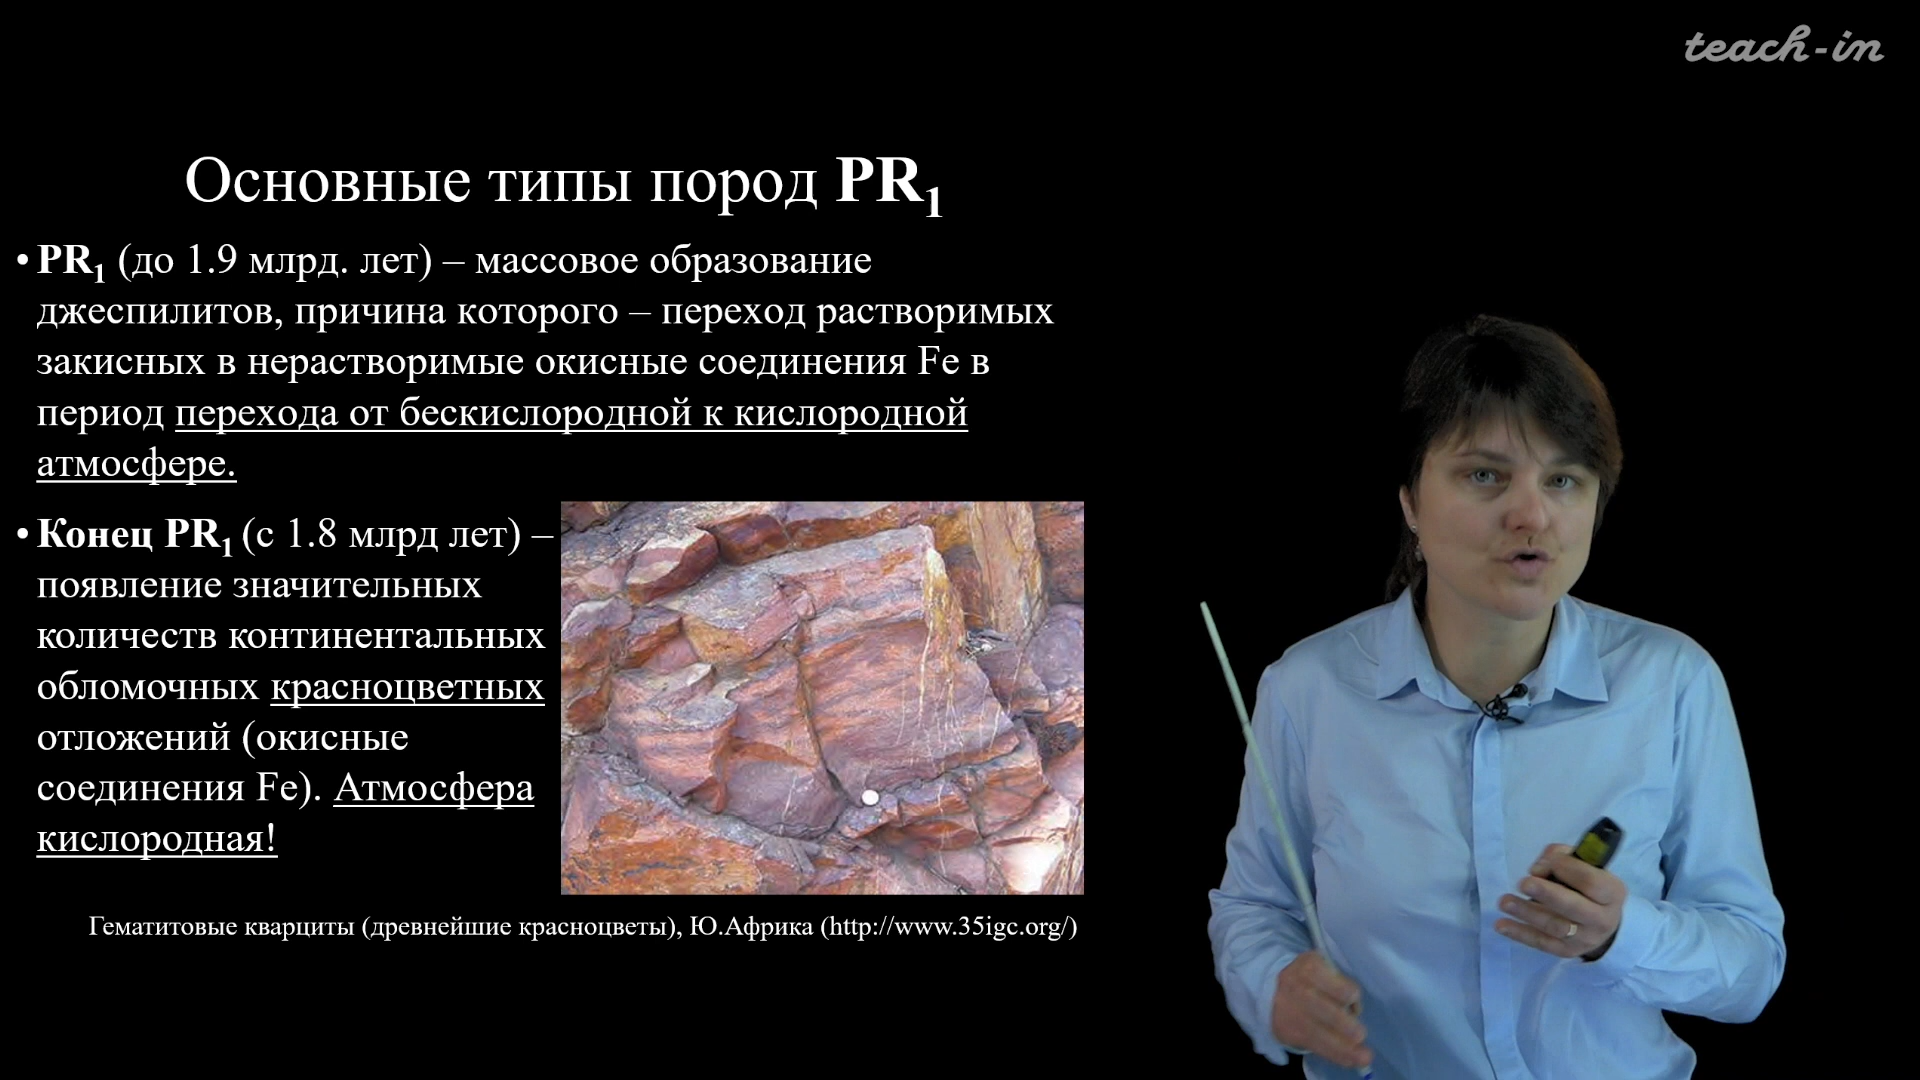 teach-in
Основные типы пород PR₁
• PR₁ (до 1.9 млрд. лет) – массовое образование
джеспилитов, причина которого – переход растворимых
закисных в нерастворимые окисные соединения Fe в
период перехода от бескислородной к кислородной
атмосфере.
• Конец PR₁ (с 1.8 млрд лет) –
появление значительных
количеств континентальных
обломочных красноцветных
отложений (окисные
соединения Fe). Атмосфера
кислородная!
Гематитовые кварциты (древнейшие красноцветы), Ю.Африка (http://www.35igc.org/)